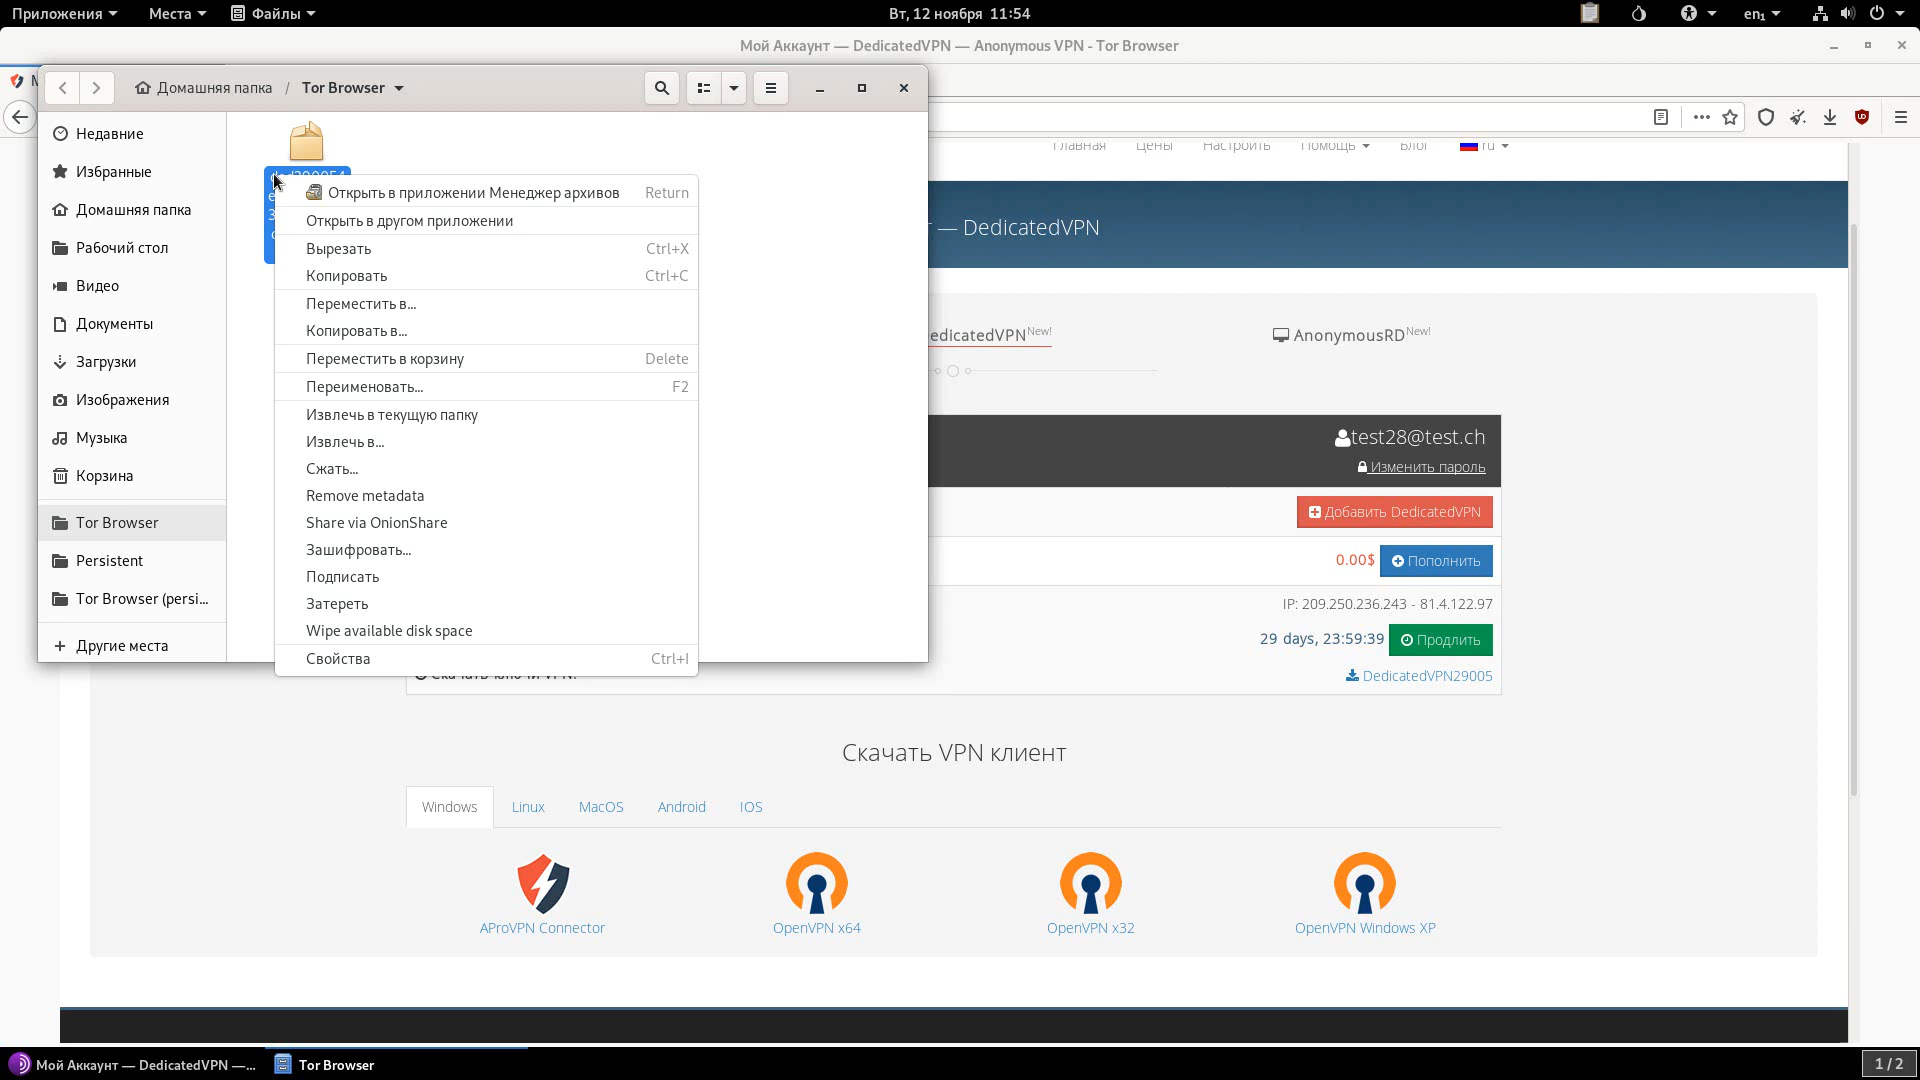 Приложения Места Файлы Вт, 12 ноября 11:54 en₁
Мой Аккаунт — DedicatedVPN — Anonymous VPN - Tor Browser
Домашняя папка / Tor Browser
Недавние
Избранные
Домашняя папка
Рабочий стол
Видео
Документы
Загрузки
Изображения
Музыка
Корзина
Tor Browser
Persistent
Tor Browser (persi...
Другие места
Открыть в приложении Менеджер архивов Return
Открыть в другом приложении
Вырезать Ctrl+X
Копировать Ctrl+C
Переместить в...
Копировать в...
Переместить в корзину Delete
Переименовать... F2
Извлечь в текущую папку
Извлечь в...
Сжать...
Remove metadata
Share via OnionShare
Зашифровать...
Подписать
Затереть
Wipe available disk space
Свойства Ctrl+I
Главная Цены Настроить Помощь Блог ru
— DedicatedVPN
edicatedVPN New! AnonymousRD New!
test28@test.ch
Изменить пароль
Добавить DedicatedVPN
0.00$ Пополнить
IP: 209.250.236.243 - 81.4.122.97
29 days, 23:59:39 Продлить
DedicatedVPN29005
Скачать VPN клиент
Windows Linux MacOS Android IOS
AProVPN Connector OpenVPN x64 OpenVPN x32 OpenVPN Windows XP
Мой Аккаунт — DedicatedVPN —... Tor Browser 1 / 2